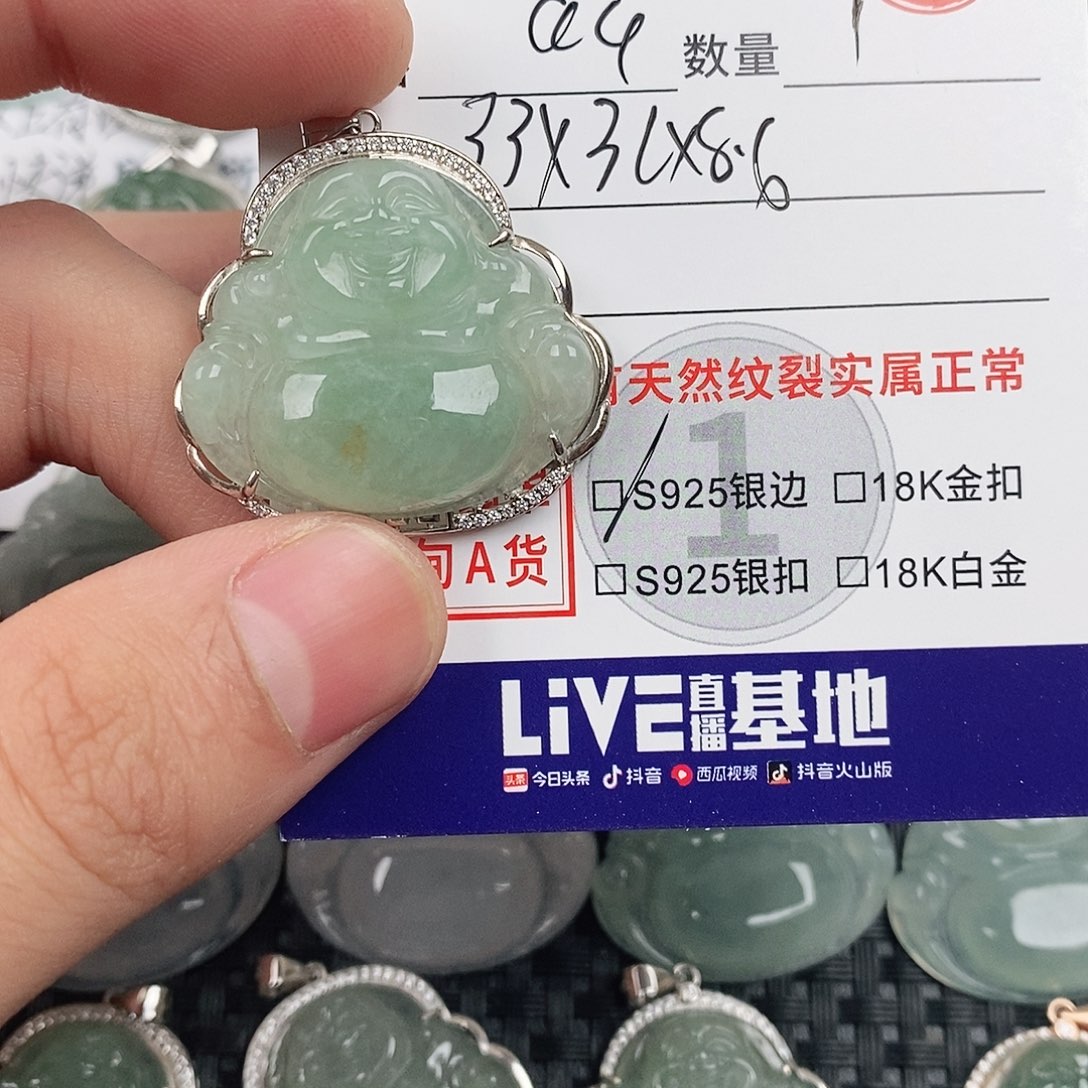 数量
33X3
X8.6
天然纹裂实属正常
1
S925银边 18K金扣
S925银扣 18K白金
A货
LiVE直播基地
头条 今日头条 抖音 西瓜视频 抖音火山版